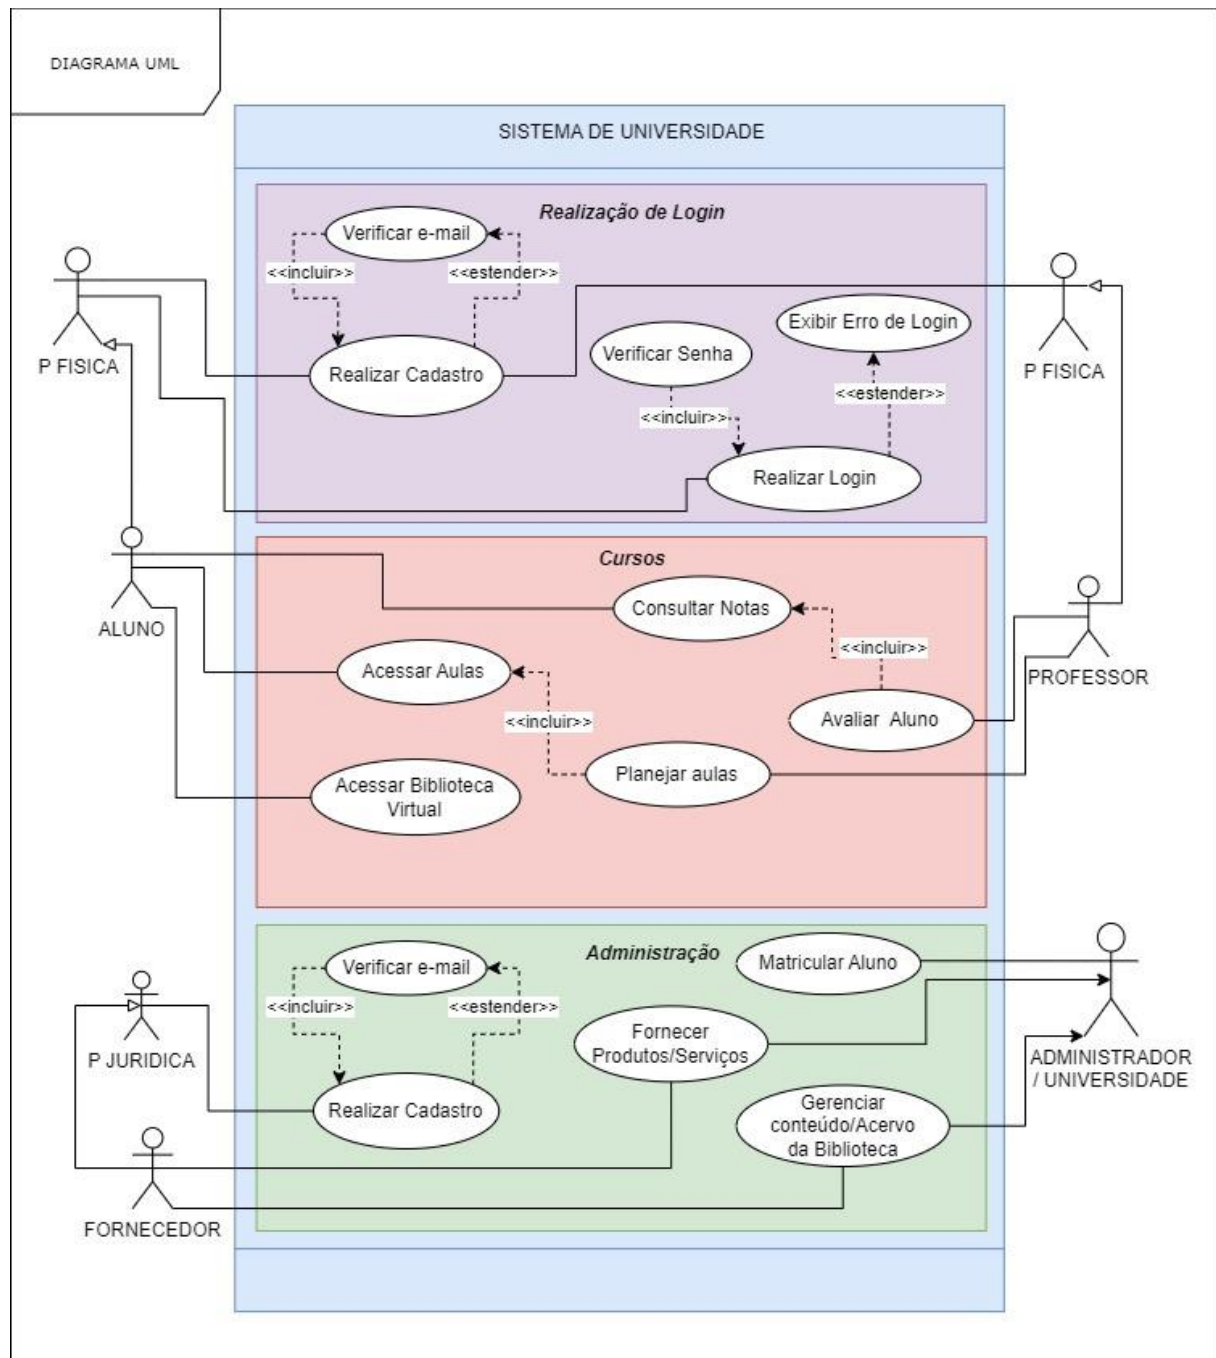 DIAGRAMA UML
SISTEMA DE UNIVERSIDADE
Realização de Login
Verificar e-mail
<<incluir>>
<<estender>>
Realizar Cadastro
Verificar Senha
Exibir Erro de Login
<<incluir>>
<<estender>>
Realizar Login
P FISICA
P FISICA
Cursos
Consultar Notas
ALUNO
<<incluir>>
Acessar Aulas
PROFESSOR
Avaliar Aluno
<<incluir>>
Planejar aulas
Acessar Biblioteca
Virtual
Administração
Verificar e-mail
Matricular Aluno
<<incluir>>
<<estender>>
Fornecer
Produtos/Serviços
P JURIDICA
ADMINISTRADOR
/ UNIVERSIDADE
Realizar Cadastro
Gerenciar
conteúdo/Acervo
da Biblioteca
FORNECEDOR